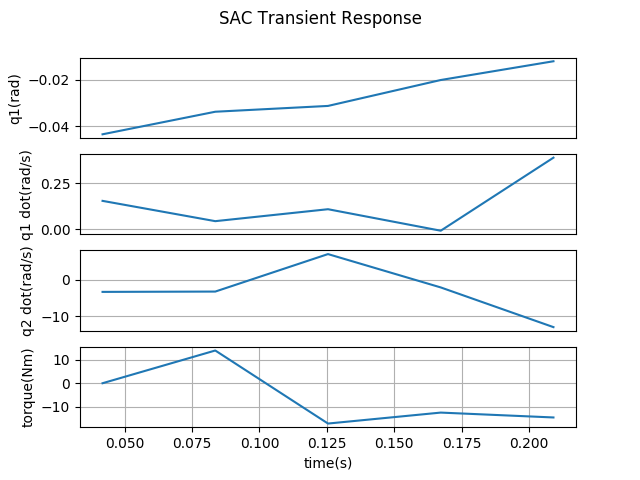 SAC Transient Response
q1(rad)
−0.02
−0.04
q1 dot(rad/s)
0.25
0.00
q2 dot(rad/s)
0
−10
torque(Nm)
10
0
−10
0.050 0.075 0.100 0.125 0.150 0.175 0.200
time(s)